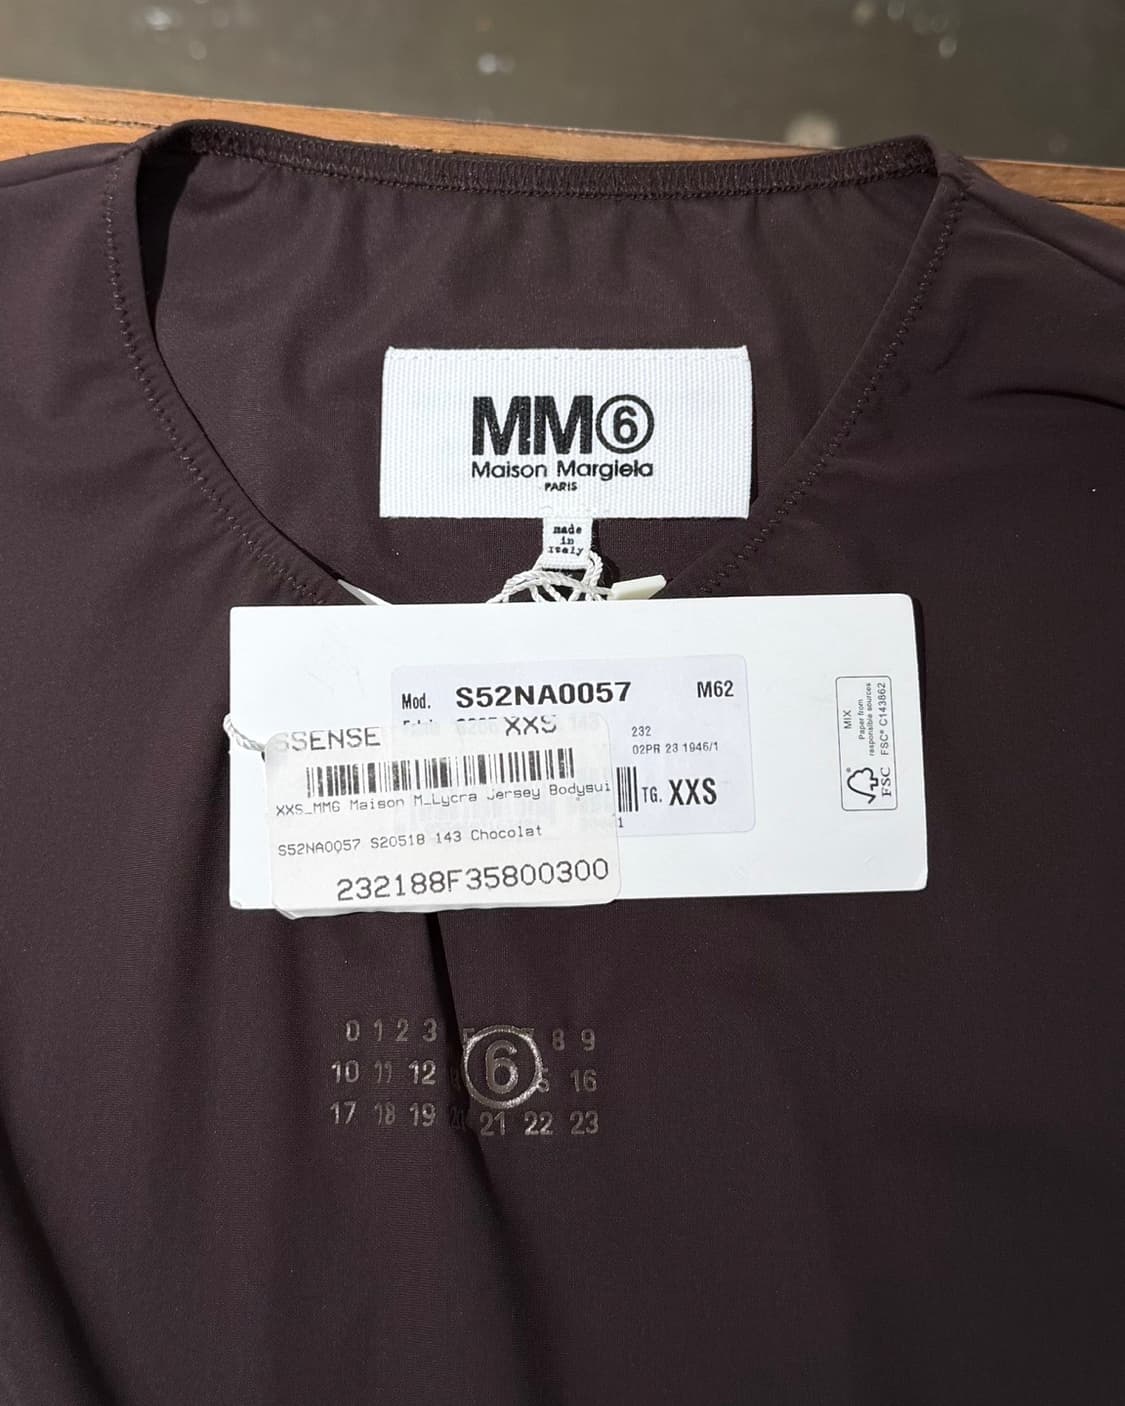 MM6
Maison Margiela
PARIS
made
in
Italy
Mod. S52NA0057 M62
XXS
232
02PR 23 1946/1
TG. XXS
SSENSE
XXS_MM6 Maison M_Lycra Jersey Bodysui
S52NA0057 S20518 143 Chocolat
232188F35800300
MIX
Paper from
responsible sources
FSC® C143862
FSC
0 1 2 3 8 9
10 11 12 6 16
17 18 19 20 21 22 23